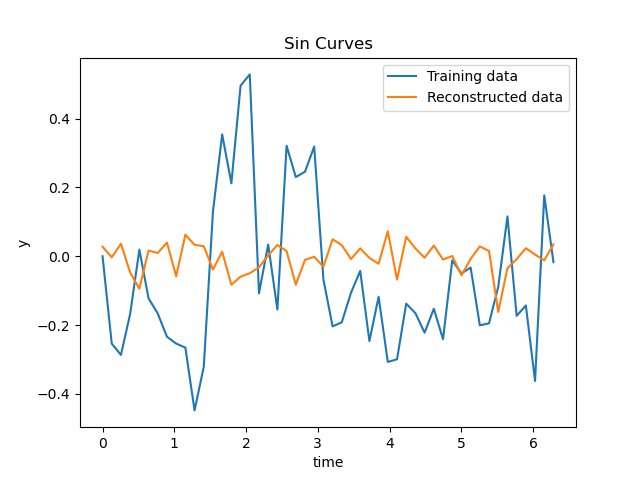 Sin Curves
Training data
Reconstructed data
0.4
0.2
0.0
−0.2
−0.4
y
0 1 2 3 4 5 6
time